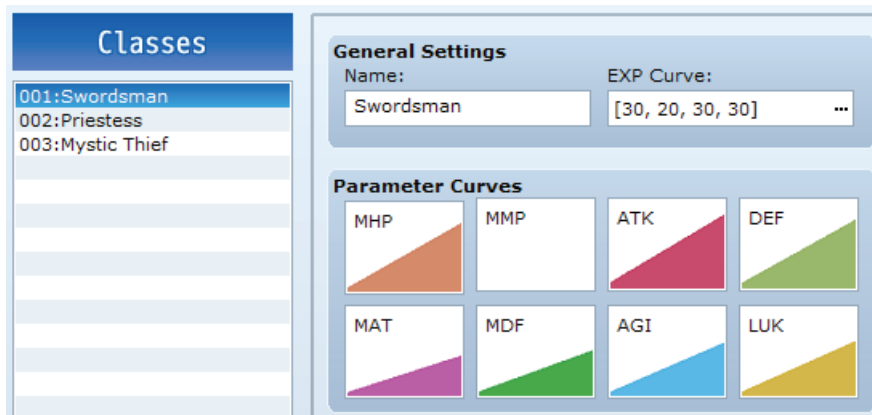 Classes
001:Swordsman
002:Priestess
003:Mystic Thief
General Settings
Name:
EXP Curve:
Swordsman
[30, 20, 30, 30] ...
Parameter Curves
MHP
MMP
ATK
DEF
MAT
MDF
AGI
LUK